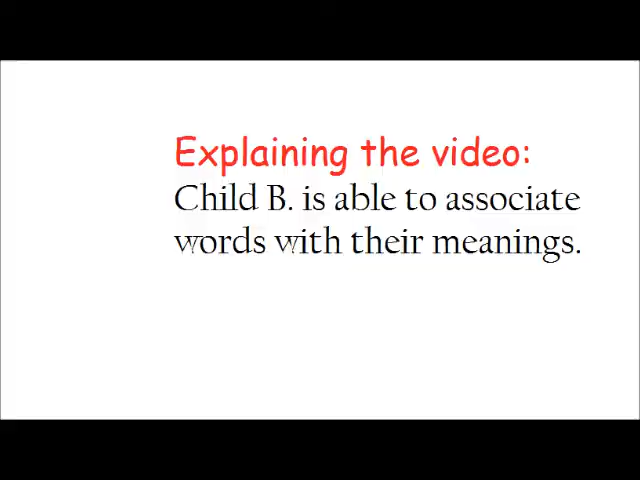 Explaining the video:
Child B. is able to associate
words with their meanings.